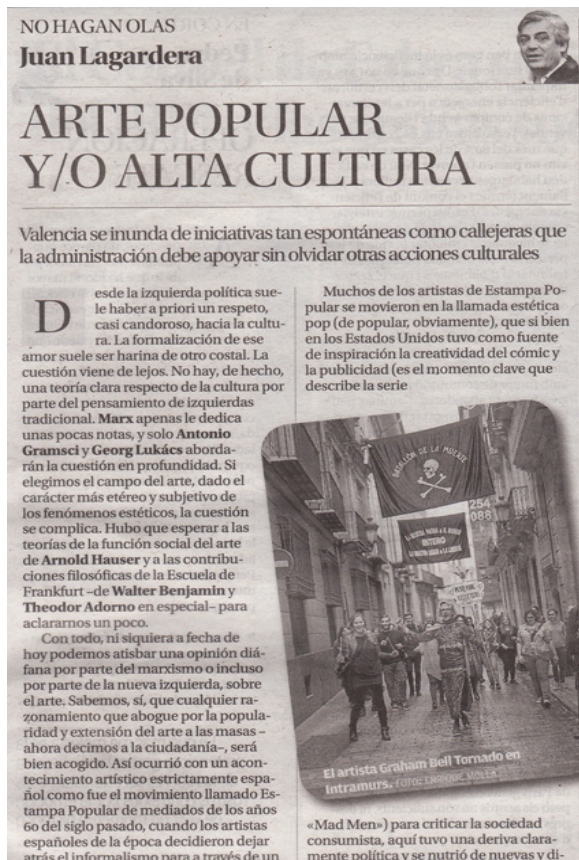 NO HAGAN OLAS
Juan Lagardera
ARTE POPULAR
Y/O ALTA CULTURA
Valencia se inunda de iniciativas tan espontáneas como callejeras que
la administración debe apoyar sin olvidar otras acciones culturales
Desde la izquierda política sue-
le haber a priori un respeto,
casi candoroso, hacia la cultu-
ra. La formalización de ese
amor suele ser harina de otro costal. La
cuestión viene de lejos. No hay, de hecho,
una teoría clara respecto de la cultura por
parte del pensamiento de izquierdas
tradicional. Marx apenas le dedica
unas pocas notas, y solo Antonio
Gramsci y Georg Lukács aborda-
rán la cuestión en profundidad. Si
elegimos el campo del arte, dado el
carácter más etéreo y subjetivo de
los fenómenos estéticos, la cuestión
se complica. Hubo que esperar a las
teorías de la función social del arte
de Arnold Hauser y a las contribu-
ciones filosóficas de la Escuela de
Frankfurt –de Walter Benjamin y
Theodor Adorno en especial– para
aclararnos un poco.
Con todo, ni siquiera a fecha de
hoy podemos atisbar una opinión diá-
fana por parte del marxismo o incluso
por parte de la nueva izquierda, sobre
el arte. Sabemos, sí, que cualquier ra-
zonamiento que abogue por la popula-
ridad y extensión del arte a las masas –
ahora decimos a la ciudadanía–, será
bien acogido. Así ocurrió con un acon-
tecimiento artístico estrictamente espa-
ñol como fue el movimiento llamado Es-
tampa Popular de mediados de los años
60 del siglo pasado, cuando los artistas
españoles de la época decidieron dejar
atrás el informalismo para a través de un
Muchos de los artistas de Estampa Po-
pular se movieron en la llamada estética
pop (de popular, obviamente), que si bien
en los Estados Unidos tuvo como fuente
de inspiración la creatividad del cómic y
la publicidad (es el momento clave que
describe la serie
BATALLÓN DE LA MUERTE
254
088
INTERO
El artista Graham Bell Tornado en
Intramurs. FOTO: ENRIQUE MOLEA
«Mad Men») para criticar la sociedad
consumista, aquí tuvo una deriva clara-
mente política y se nutrió de nuevas y di-